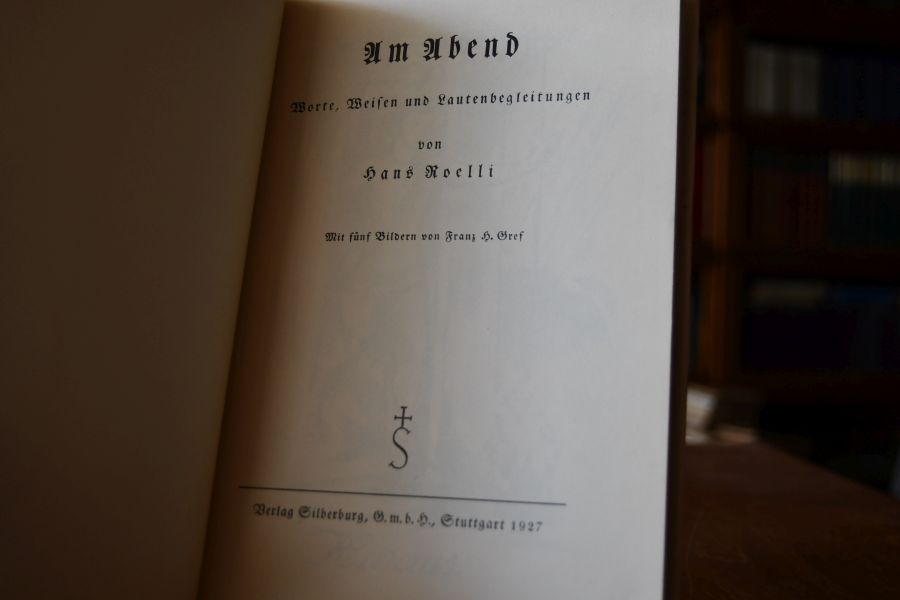 Am Abend
Worte, Weisen und Lautenbegleitungen
von
Hans Roelli
Mit fünf Bildern von Franz H. Gref
S
Verlag Silberburg, G.m.b.H., Stuttgart 1927